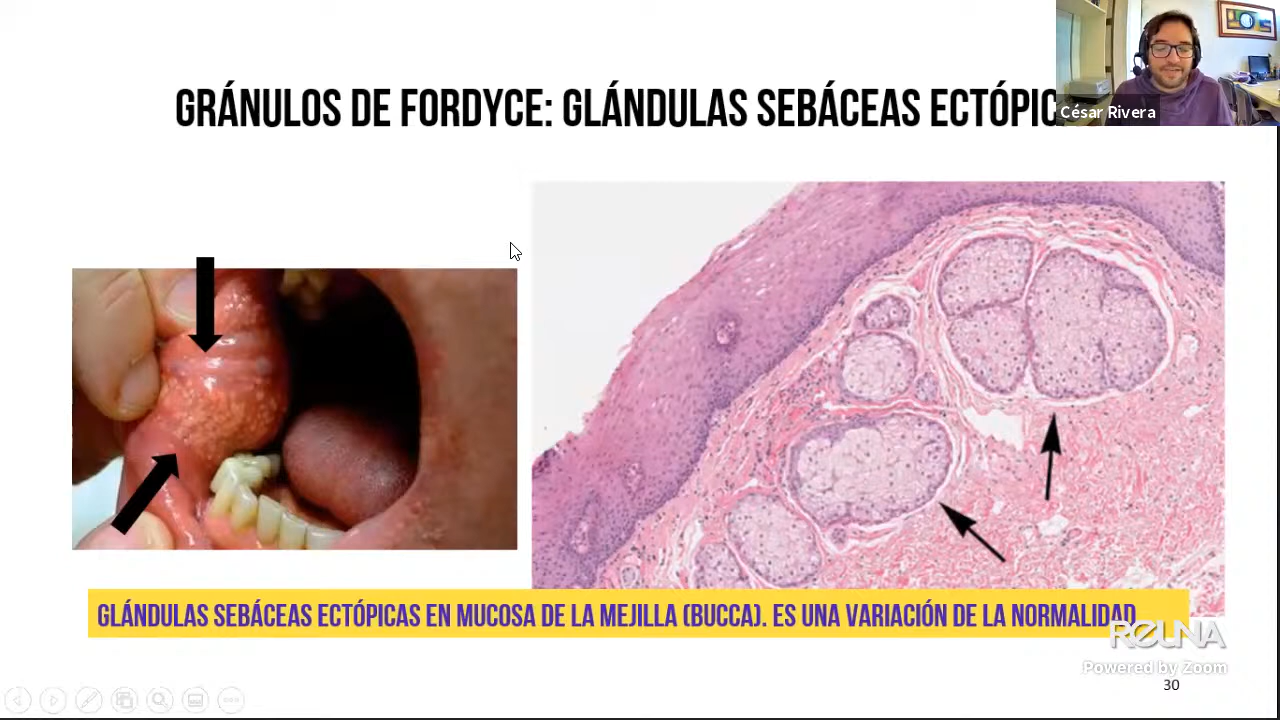 GRÁNULOS DE FORDYCE: GLÁNDULAS SEBÁCEAS ECTÓPIC
César Rivera
GLÁNDULAS SEBÁCEAS ECTÓPICAS EN MUCOSA DE LA MEJILLA (BUCCA). ES UNA VARIACIÓN DE LA NORMALIDAD
REUNA
Powered by Zoom
30